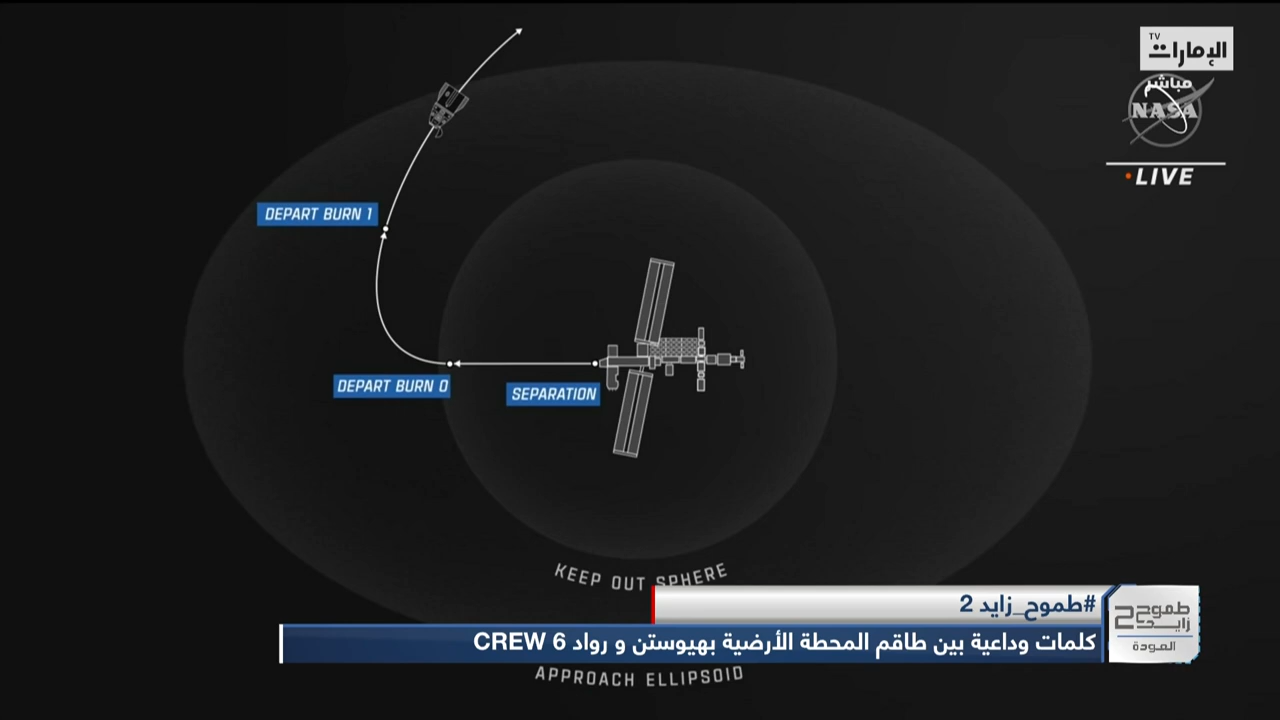 TV
الإمارات
مباشر
NASA
LIVE
DEPART BURN 1
DEPART BURN 0
SEPARATION
KEEP OUT SPHERE
#طموح_زايد 2
كلمات وداعية بين طاقم المحطة الأرضية بهيوستن و رواد CREW 6
طموح
زايد
2
العودة
APPROACH ELLIPSOID